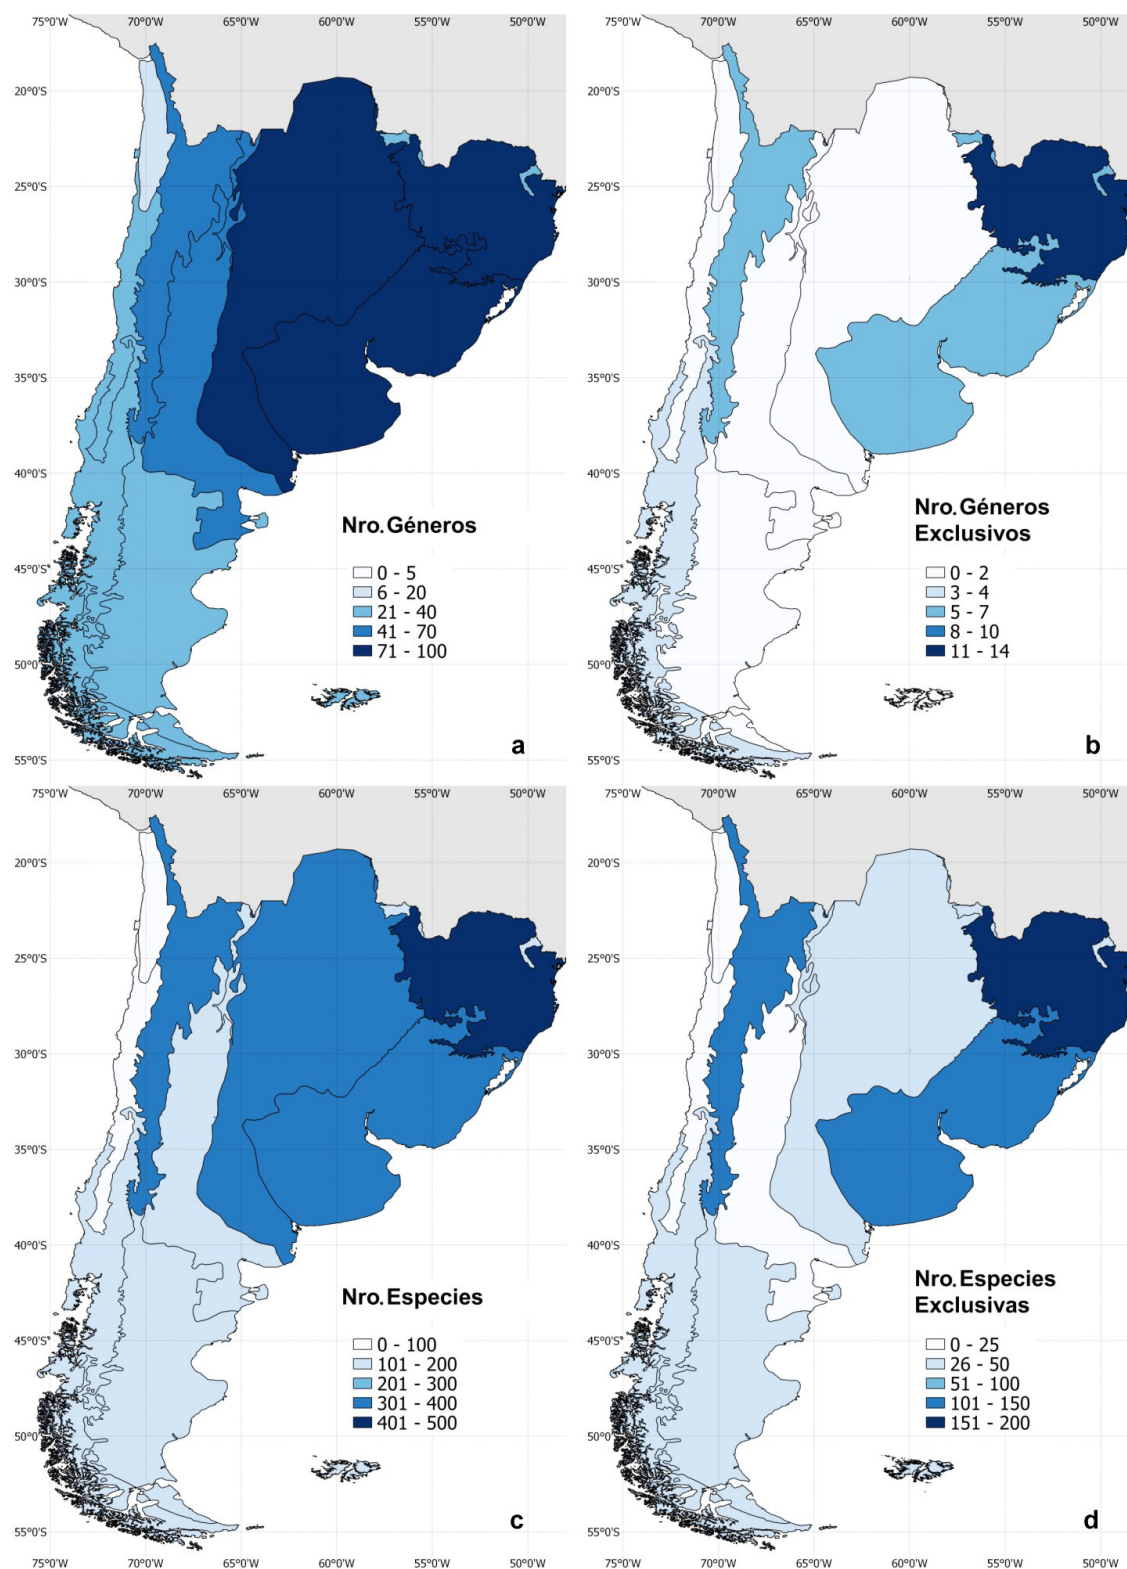 75°0'W 70°0'W 65°0'W 60°0'W 55°0'W 50°0'W
20°0'S
25°0'S
30°0'S
35°0'S
40°0'S
45°0'S
50°0'S
55°0'S
Nro.Géneros
0 - 5
6 - 20
21 - 40
41 - 70
71 - 100
a
75°0'W 70°0'W 65°0'W 60°0'W 55°0'W 50°0'W
20°0'S
25°0'S
30°0'S
35°0'S
40°0'S
45°0'S
50°0'S
55°0'S
Nro.Géneros
Exclusivos
0 - 2
3 - 4
5 - 7
8 - 10
11 - 14
b
75°0'W 70°0'W 65°0'W 60°0'W 55°0'W 50°0'W
20°0'S
25°0'S
30°0'S
35°0'S
40°0'S
45°0'S
50°0'S
55°0'S
Nro.Especies
0 - 100
101 - 200
201 - 300
301 - 400
401 - 500
c
75°0'W 70°0'W 65°0'W 60°0'W 55°0'W 50°0'W
75°0'W 70°0'W 65°0'W 60°0'W 55°0'W 50°0'W
20°0'S
25°0'S
30°0'S
35°0'S
40°0'S
45°0'S
50°0'S
55°0'S
Nro.Especies
Exclusivas
0 - 25
26 - 50
51 - 100
101 - 150
151 - 200
d
75°0'W 70°0'W 65°0'W 60°0'W 55°0'W 50°0'W